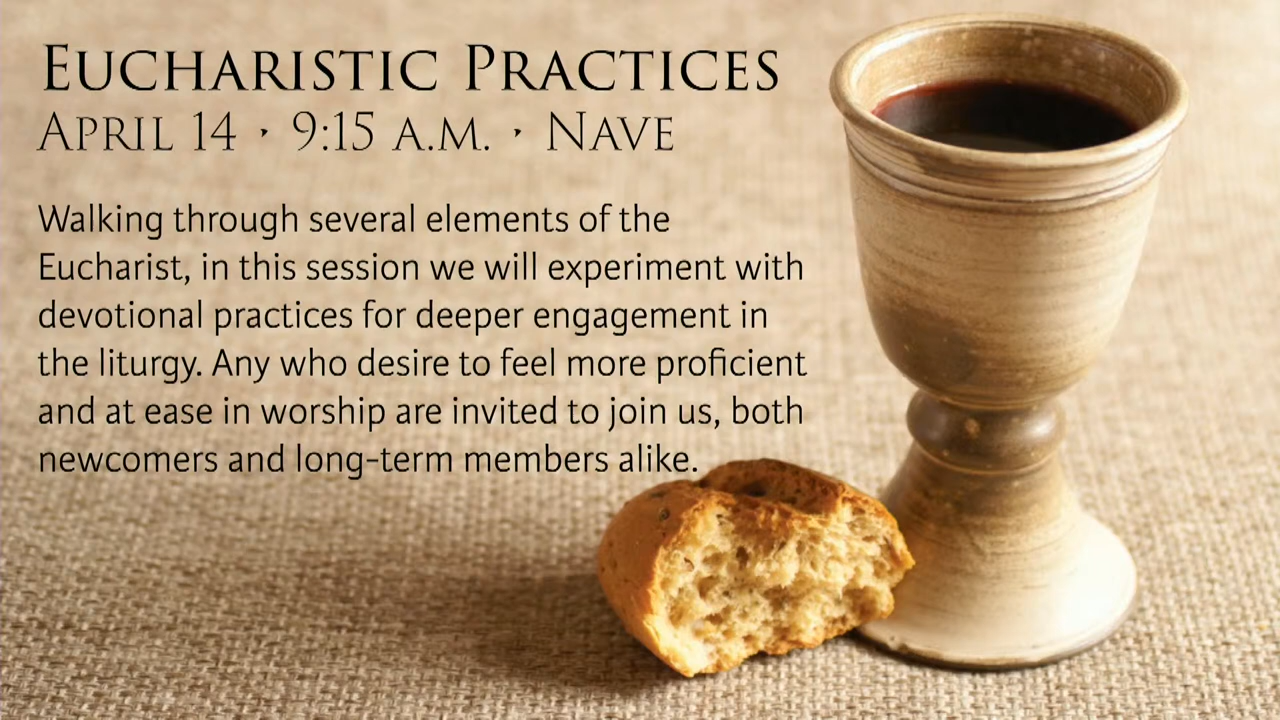 Eucharistic Practices
April 14 · 9:15 a.m. · Nave
Walking through several elements of the
Eucharist, in this session we will experiment with
devotional practices for deeper engagement in
the liturgy. Any who desire to feel more proficient
and at ease in worship are invited to join us, both
newcomers and long-term members alike.